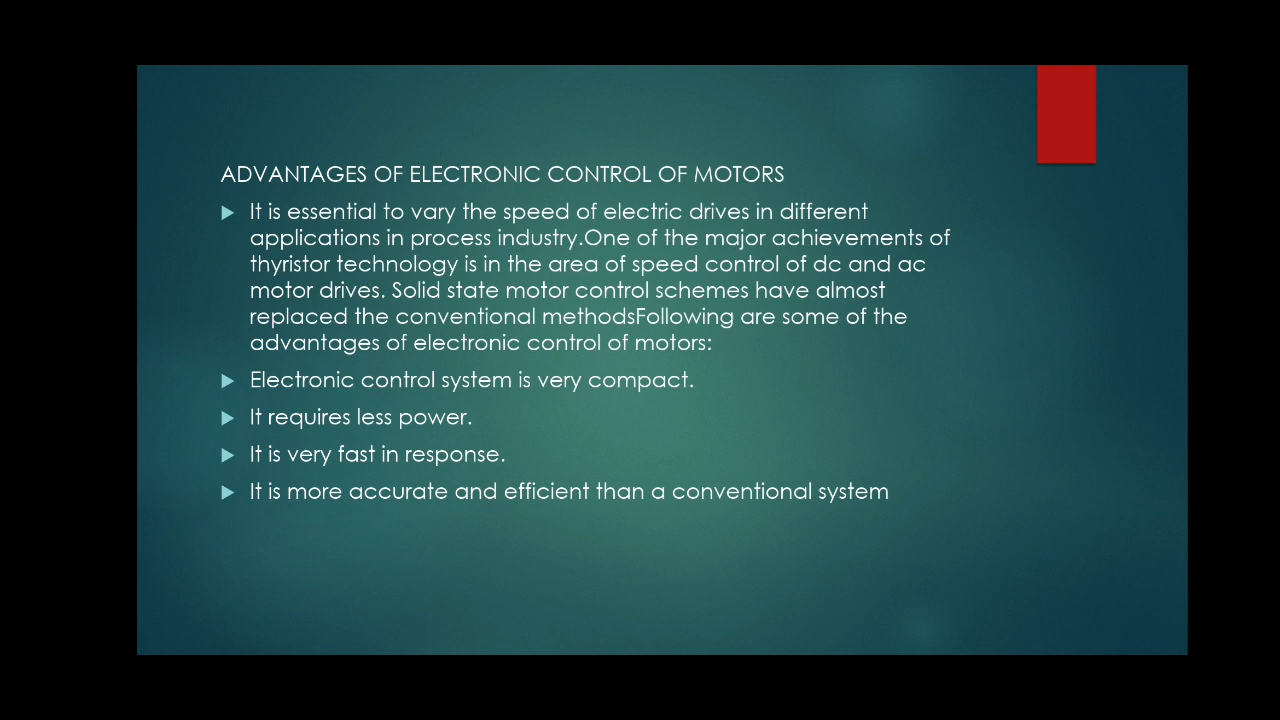 ADVANTAGES OF ELECTRONIC CONTROL OF MOTORS
It is essential to vary the speed of electric drives in different
applications in process industry.One of the major achievements of
thyristor technology is in the area of speed control of dc and ac
motor drives. Solid state motor control schemes have almost
replaced the conventional methodsFollowing are some of the
advantages of electronic control of motors:
Electronic control system is very compact.
It requires less power.
It is very fast in response.
It is more accurate and efficient than a conventional system